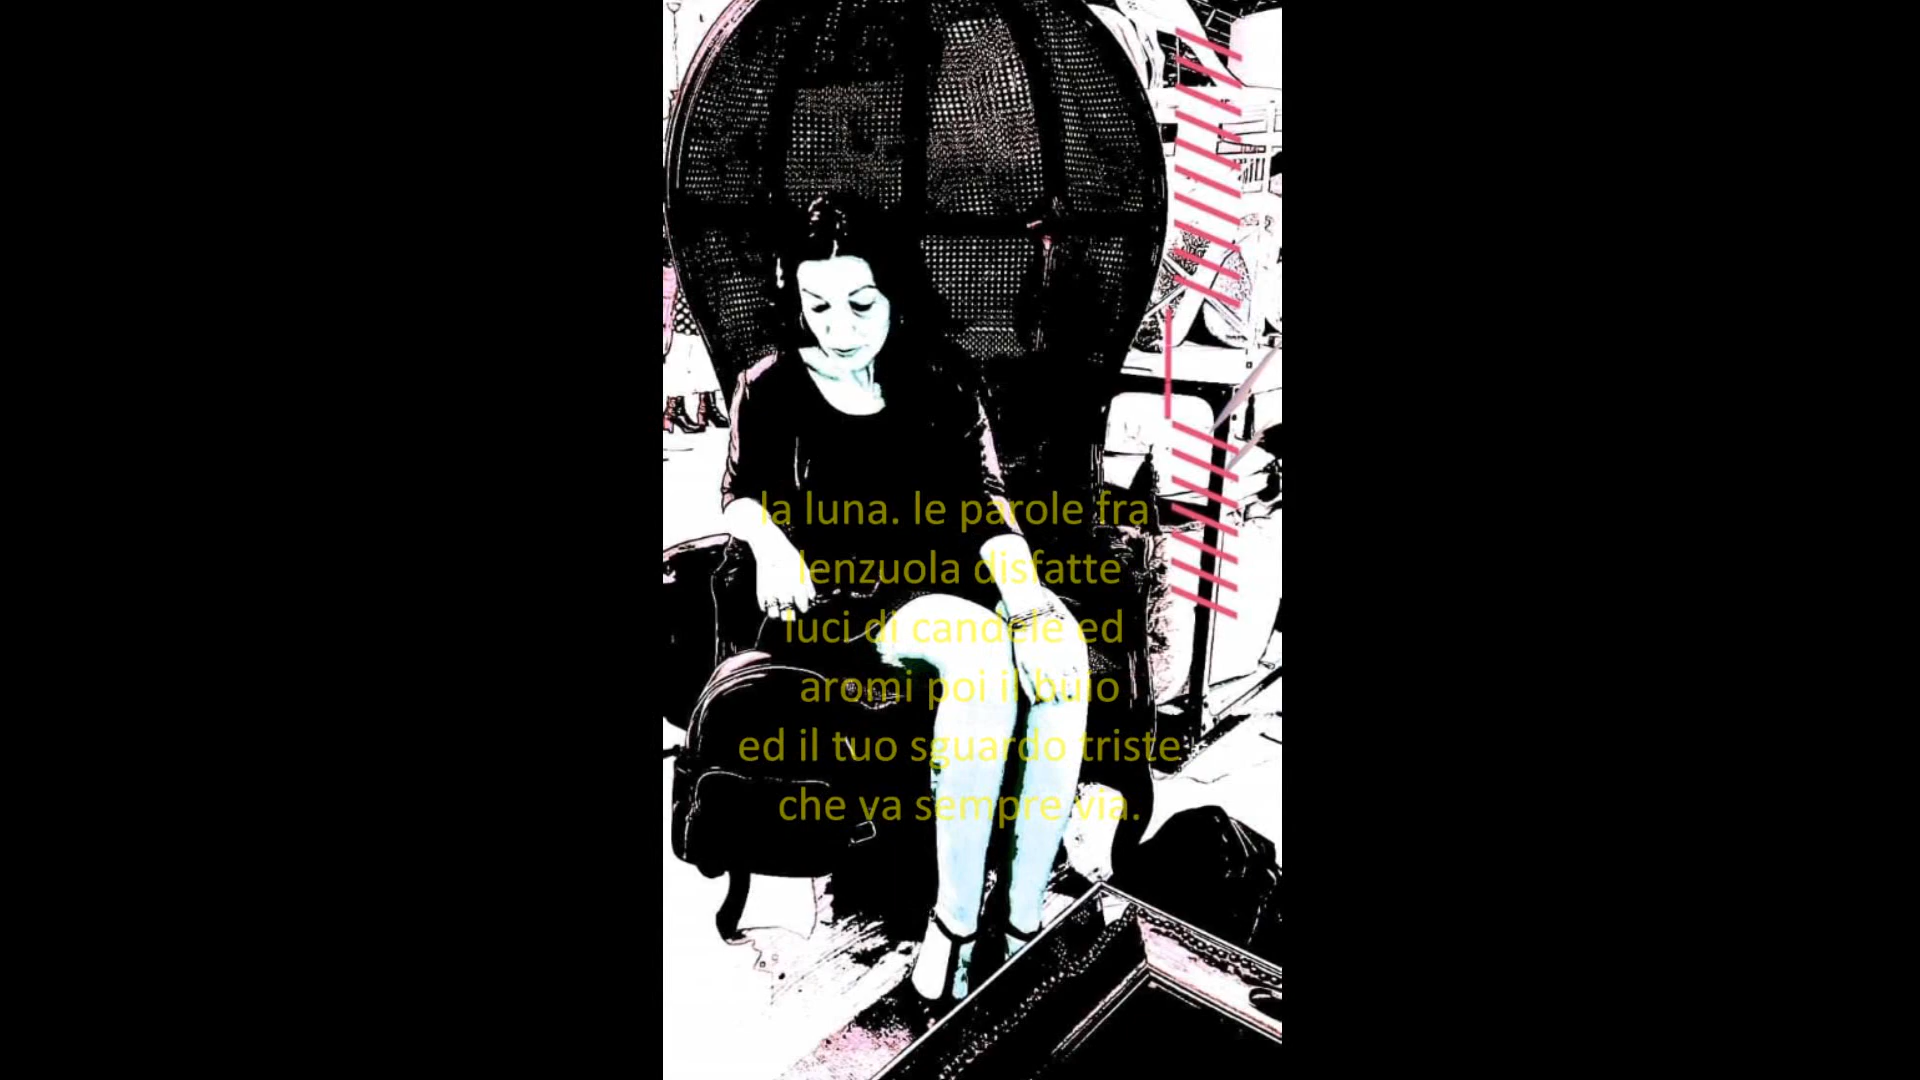 la luna. le parole fra
lenzuola disfatte
luci di candele ed
aromi poi il buio
ed il tuo sguardo triste
che va sempre via.